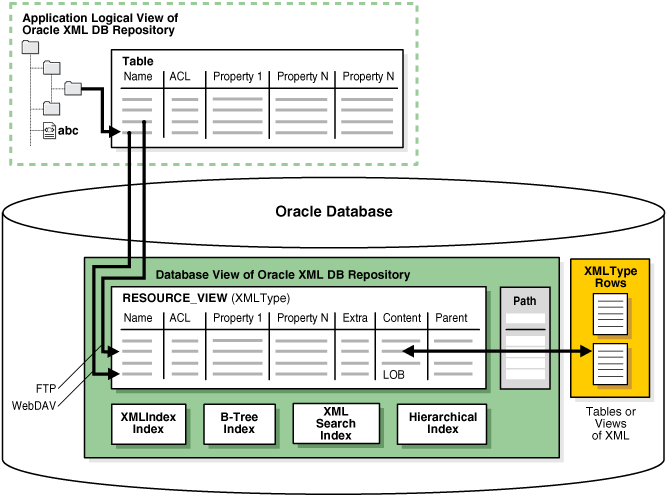 Application Logical View of
Oracle XML DB Repository
Table
Name ACL Property 1 Property N Property N
abc
Oracle Database
Database View of Oracle XML DB Repository
RESOURCE_VIEW (XMLType)
Name ACL Property 1 Property N Extra Content Parent
LOB
Path
XMLType
Rows
FTP
WebDAV
XMLIndex
Index
B-Tree
Index
XML
Search
Index
Hierarchical
Index
Tables or
Views
of XML